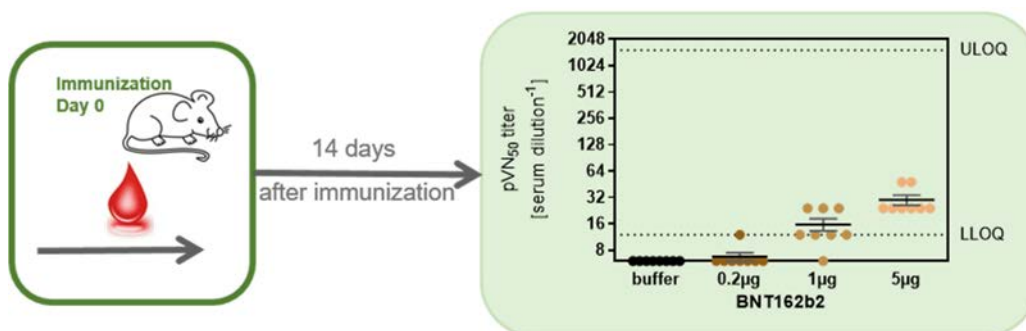 Immunization
Day 0
14 days
after immunization
pVN₅₀ titer
[serum dilution⁻¹]
2048
1024
512
256
128
64
32
16
8
ULOQ
LLOQ
buffer 0.2µg 1µg 5µg
BNT162b2